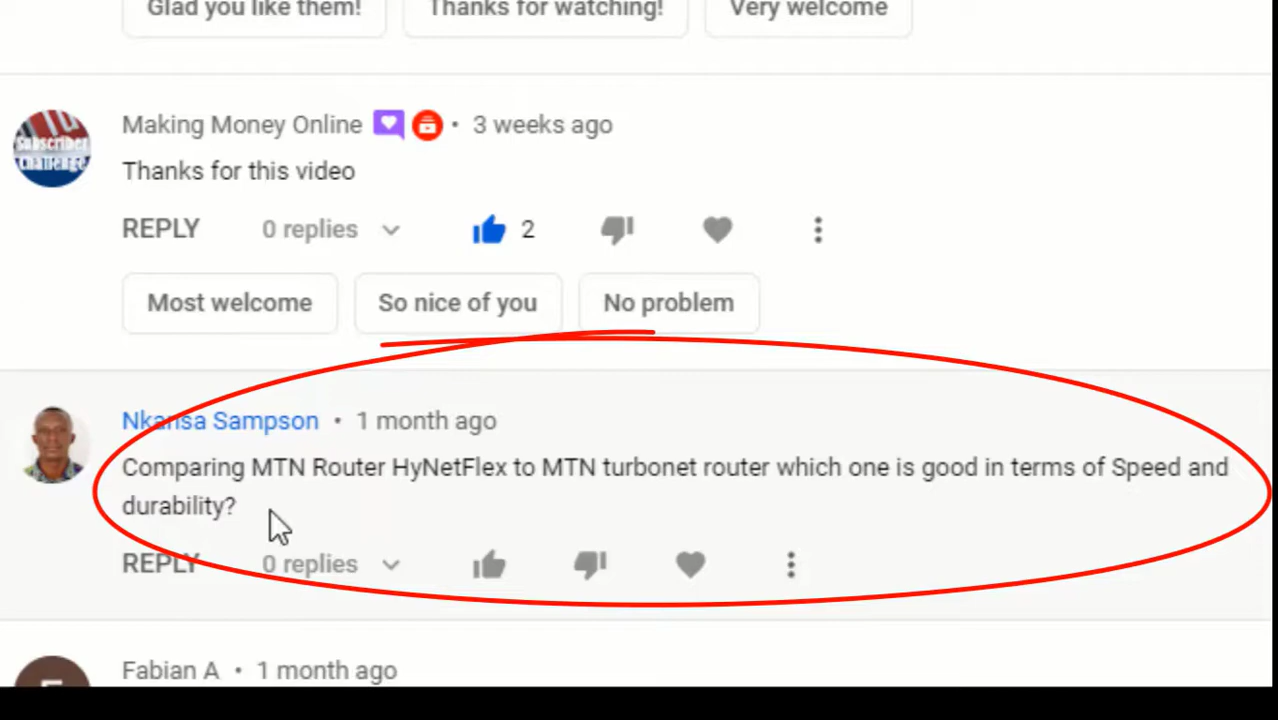 Glad you like them! Thanks for watching! Very welcome
Making Money Online • 3 weeks ago
Thanks for this video
REPLY 0 replies 2
Most welcome So nice of you No problem
Nkansa Sampson • 1 month ago
Comparing MTN Router HyNetFlex to MTN turbonet router which one is good in terms of Speed and
durability?
REPLY 0 replies
Fabian A • 1 month ago
Subscriber
Challenge